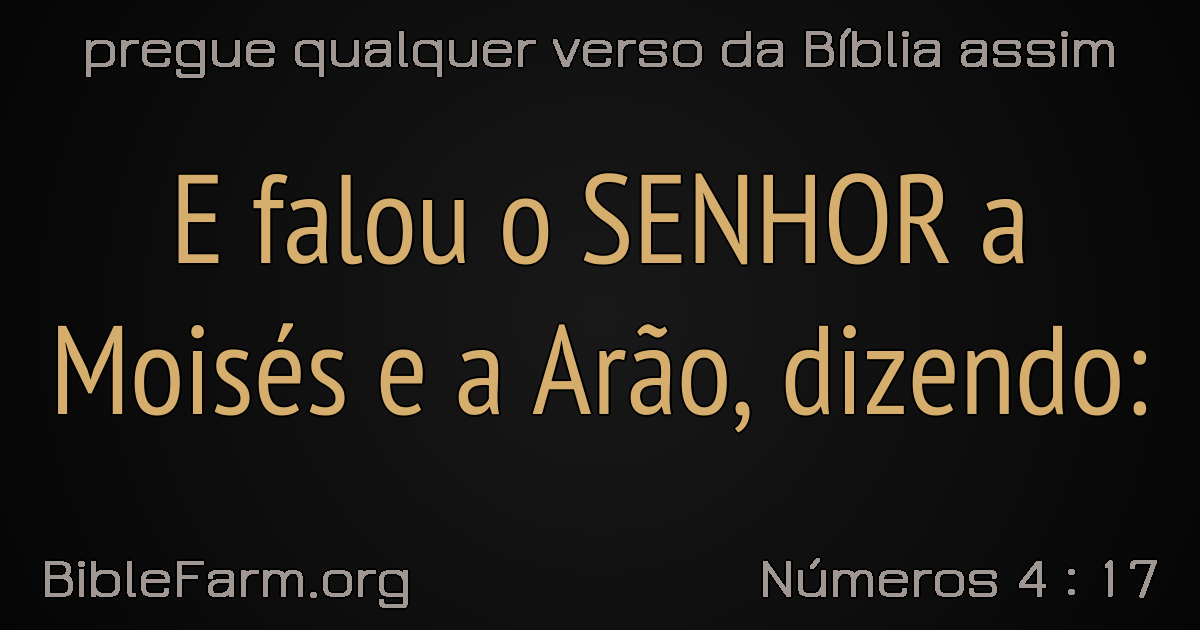 pregue qualquer verso da Bíblia assim
E falou o SENHOR a
Moisés e a Arão, dizendo:
BibleFarm.org
Números 4 : 17